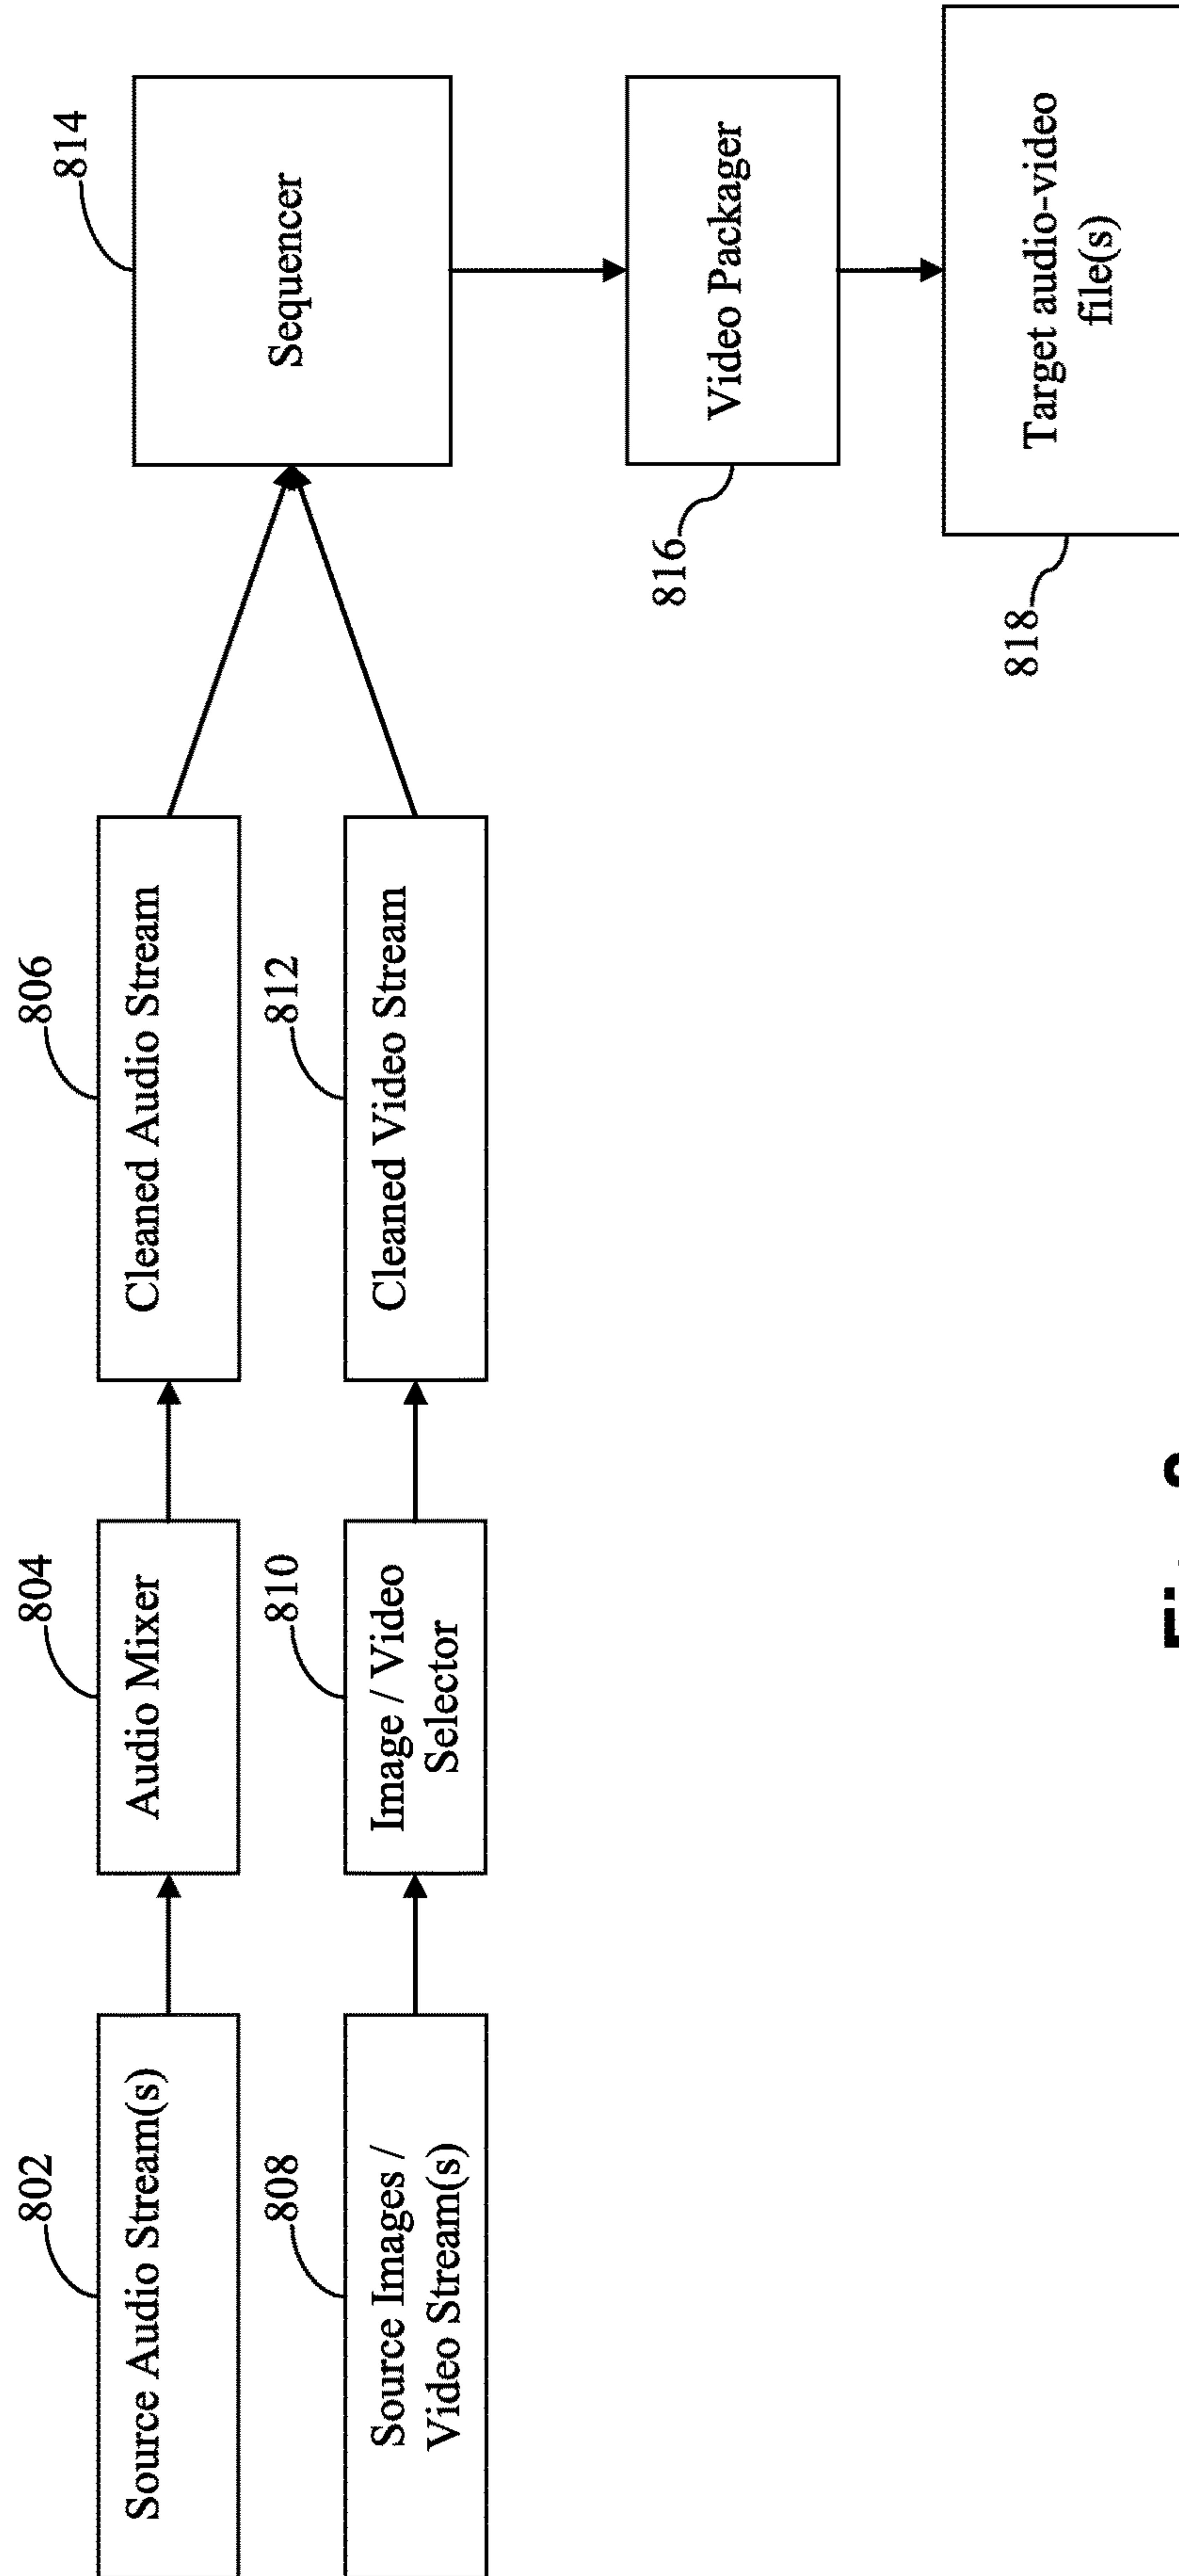 802
Source Audio Stream(s)
804
Audio Mixer
806
Cleaned Audio Stream
808
Source Images /
Video Stream(s)
810
Image / Video
Selector
812
Cleaned Video Stream
814
Sequencer
816
Video Packager
818
Target audio-video
file(s)